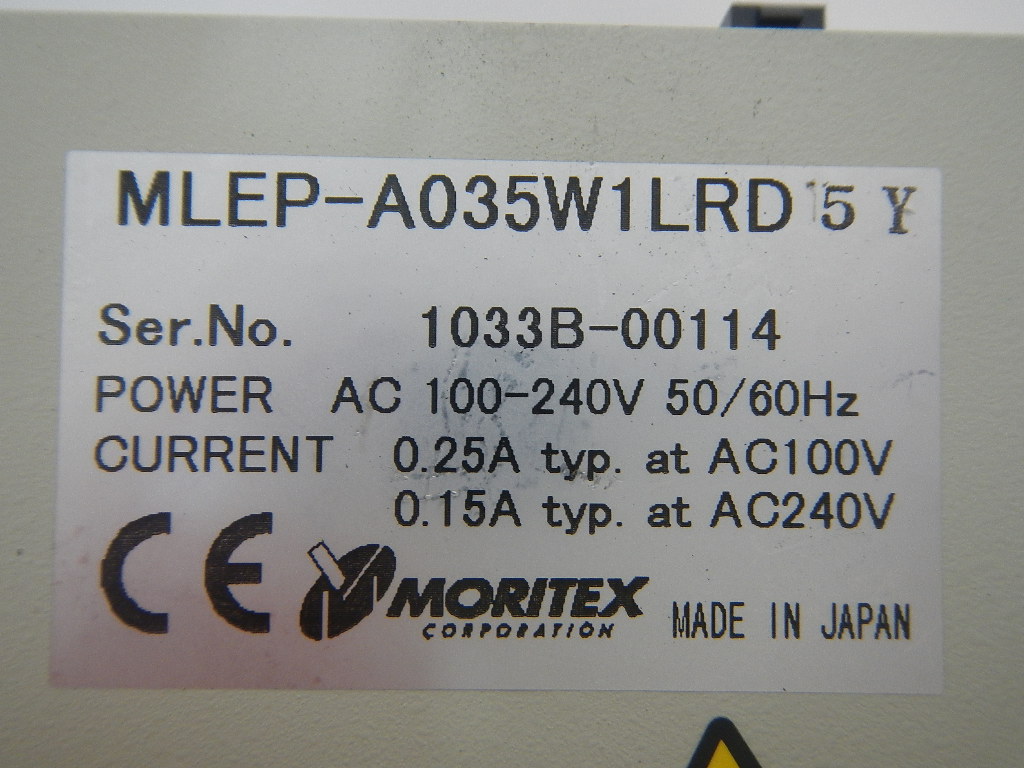 MLEP-A035W1LRD 5 Y
Ser.No. 1033B-00114
POWER AC 100-240V 50/60Hz
CURRENT 0.25A typ. at AC100V
0.15A typ. at AC240V
CE MORITEX
CORPORATION
MADE IN JAPAN